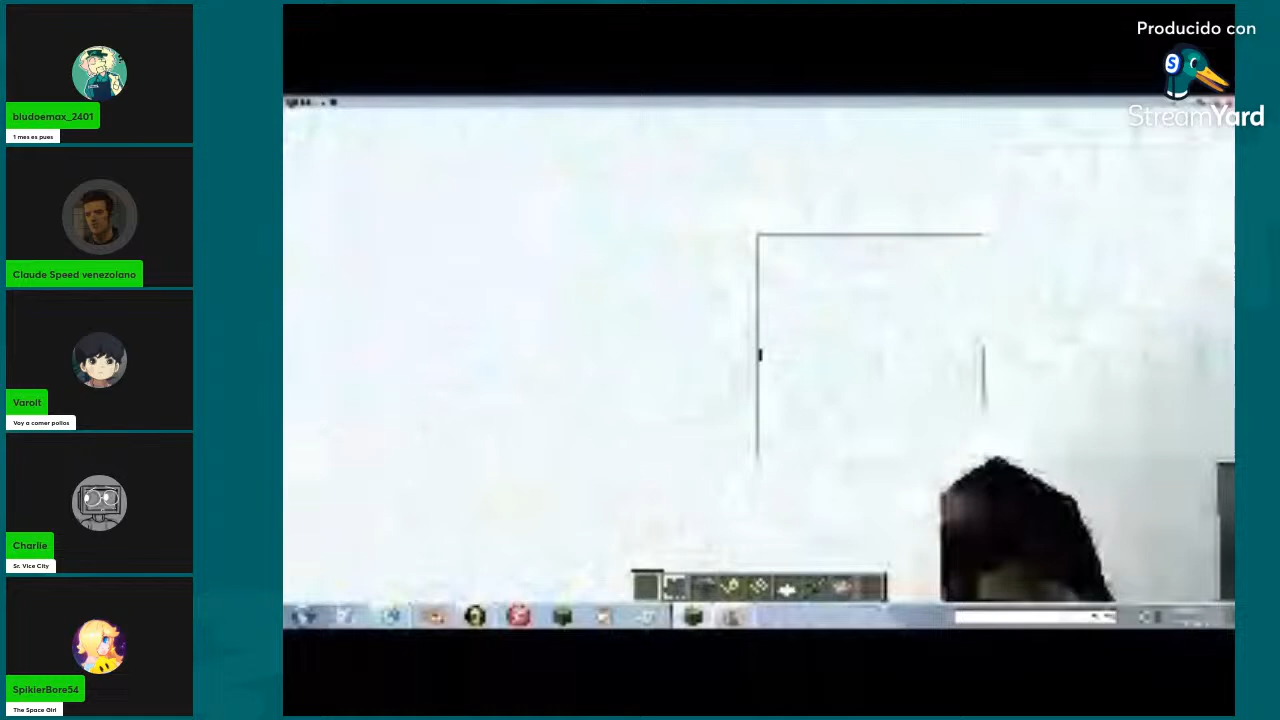 Producido con
StreamYard
bludoemax_2401
1 mes es pues
Claude Speed venezolano
Varolt
Voy a comer pollos
Charlie
Sr. Vice City
SpikierBore54
The Space Girl